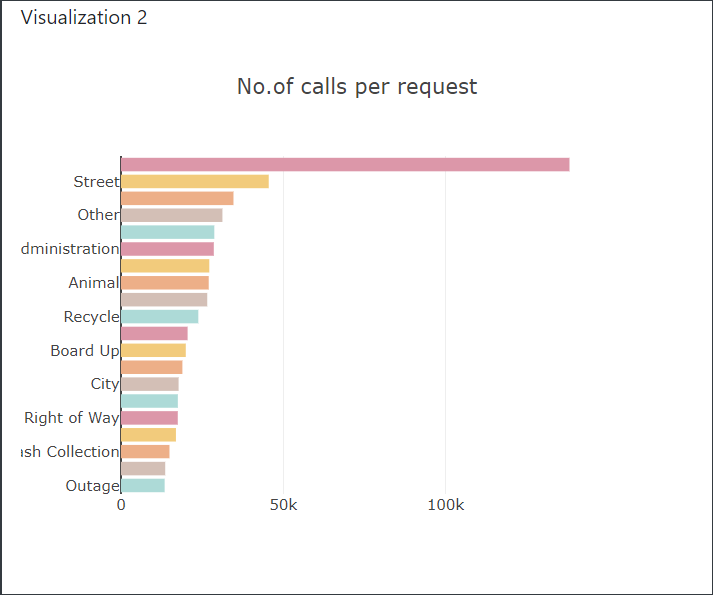 Visualization 2
No.of calls per request
Street
Other
dministration
Animal
Recycle
Board Up
City
Right of Way
ash Collection
Outage
0 50k 100k